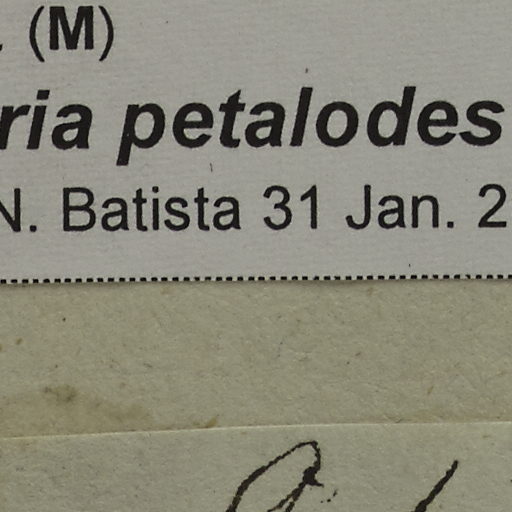 . (M)
ria petalodes
N. Batista 31 Jan. 2